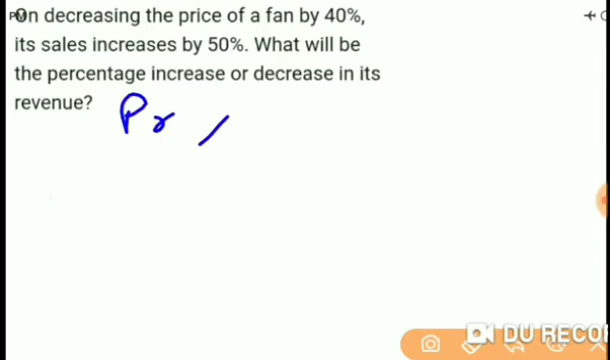 On decreasing the price of a fan by 40%,
its sales increases by 50%. What will be
the percentage increase or decrease in its
revenue?
Pr /
DU RECO